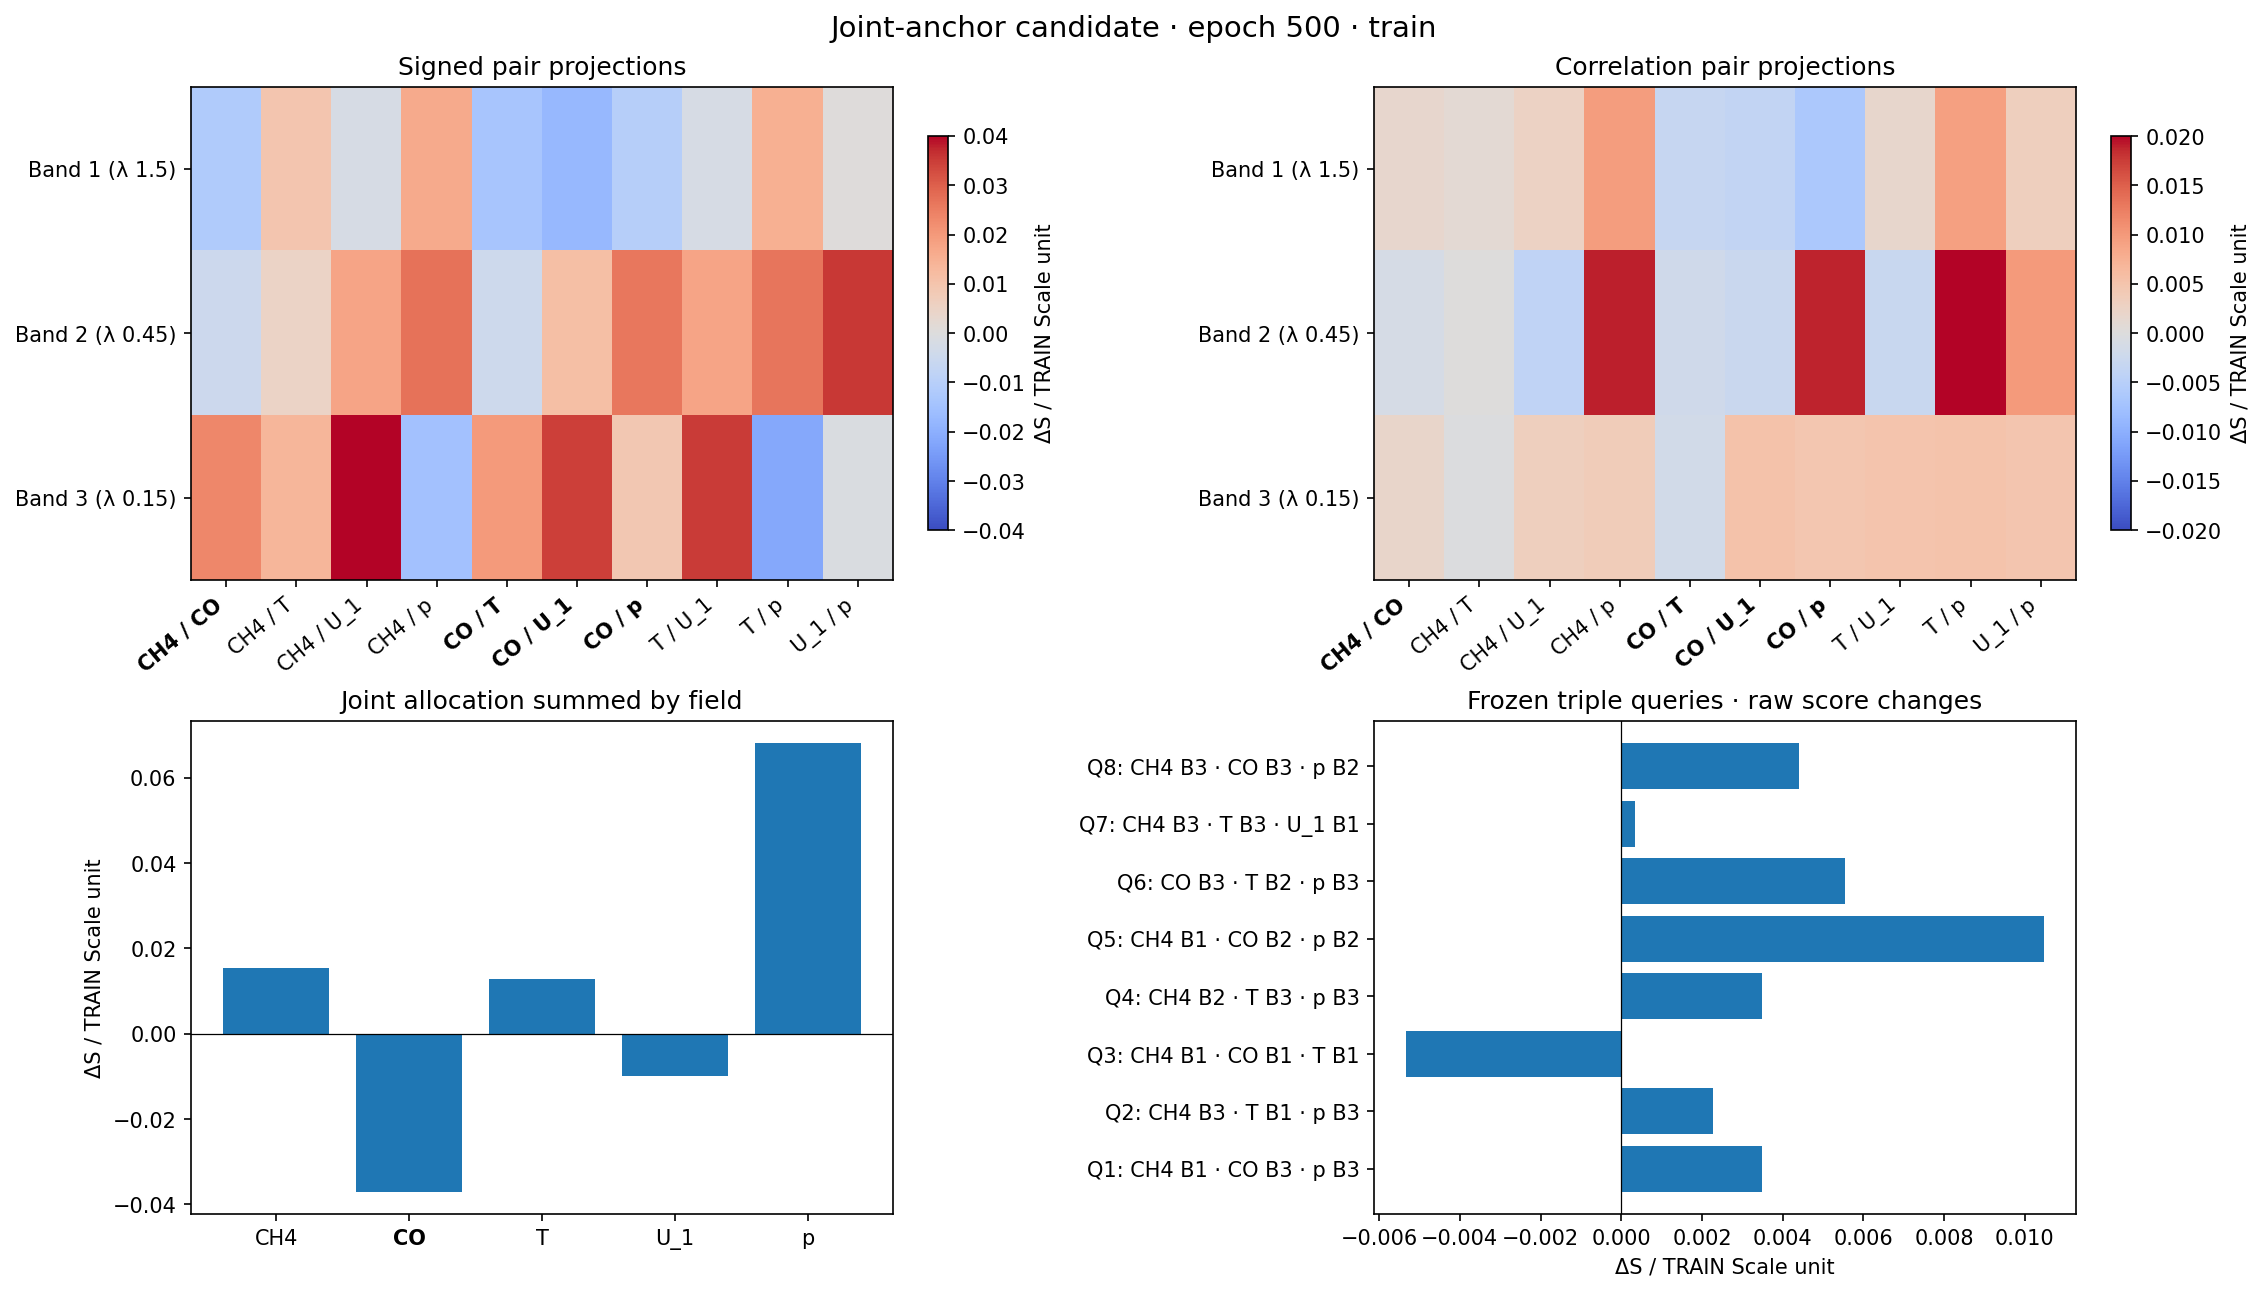 Joint-anchor candidate · epoch 500 · train
Signed pair projections
Band 1 (λ 1.5)
Band 2 (λ 0.45)
Band 3 (λ 0.15)
CH4 / CO
CH4 / T
CH4 / U_1
CH4 / p
CO / T
CO / U_1
CO / p
T / U_1
T / p
U_1 / p
0.04
0.03
0.02
0.01
0.00
−0.01
−0.02
−0.03
−0.04
ΔS / TRAIN Scale unit
Correlation pair projections
Band 1 (λ 1.5)
Band 2 (λ 0.45)
Band 3 (λ 0.15)
CH4 / CO
CH4 / T
CH4 / U_1
CH4 / p
CO / T
CO / U_1
CO / p
T / U_1
T / p
U_1 / p
0.020
0.015
0.010
0.005
0.000
−0.005
−0.010
−0.015
−0.020
ΔS / TRAIN Scale unit
Joint allocation summed by field
ΔS / TRAIN Scale unit
0.06
0.04
0.02
0.00
−0.02
−0.04
CH4
CO
T
U_1
p
Frozen triple queries · raw score changes
Q8: CH4 B3 · CO B3 · p B2
Q7: CH4 B3 · T B3 · U_1 B1
Q6: CO B3 · T B2 · p B3
Q5: CH4 B1 · CO B2 · p B2
Q4: CH4 B2 · T B3 · p B3
Q3: CH4 B1 · CO B1 · T B1
Q2: CH4 B3 · T B1 · p B3
Q1: CH4 B1 · CO B3 · p B3
−0.006 −0.004 −0.002 0.000 0.002 0.004 0.006 0.008 0.010
ΔS / TRAIN Scale unit